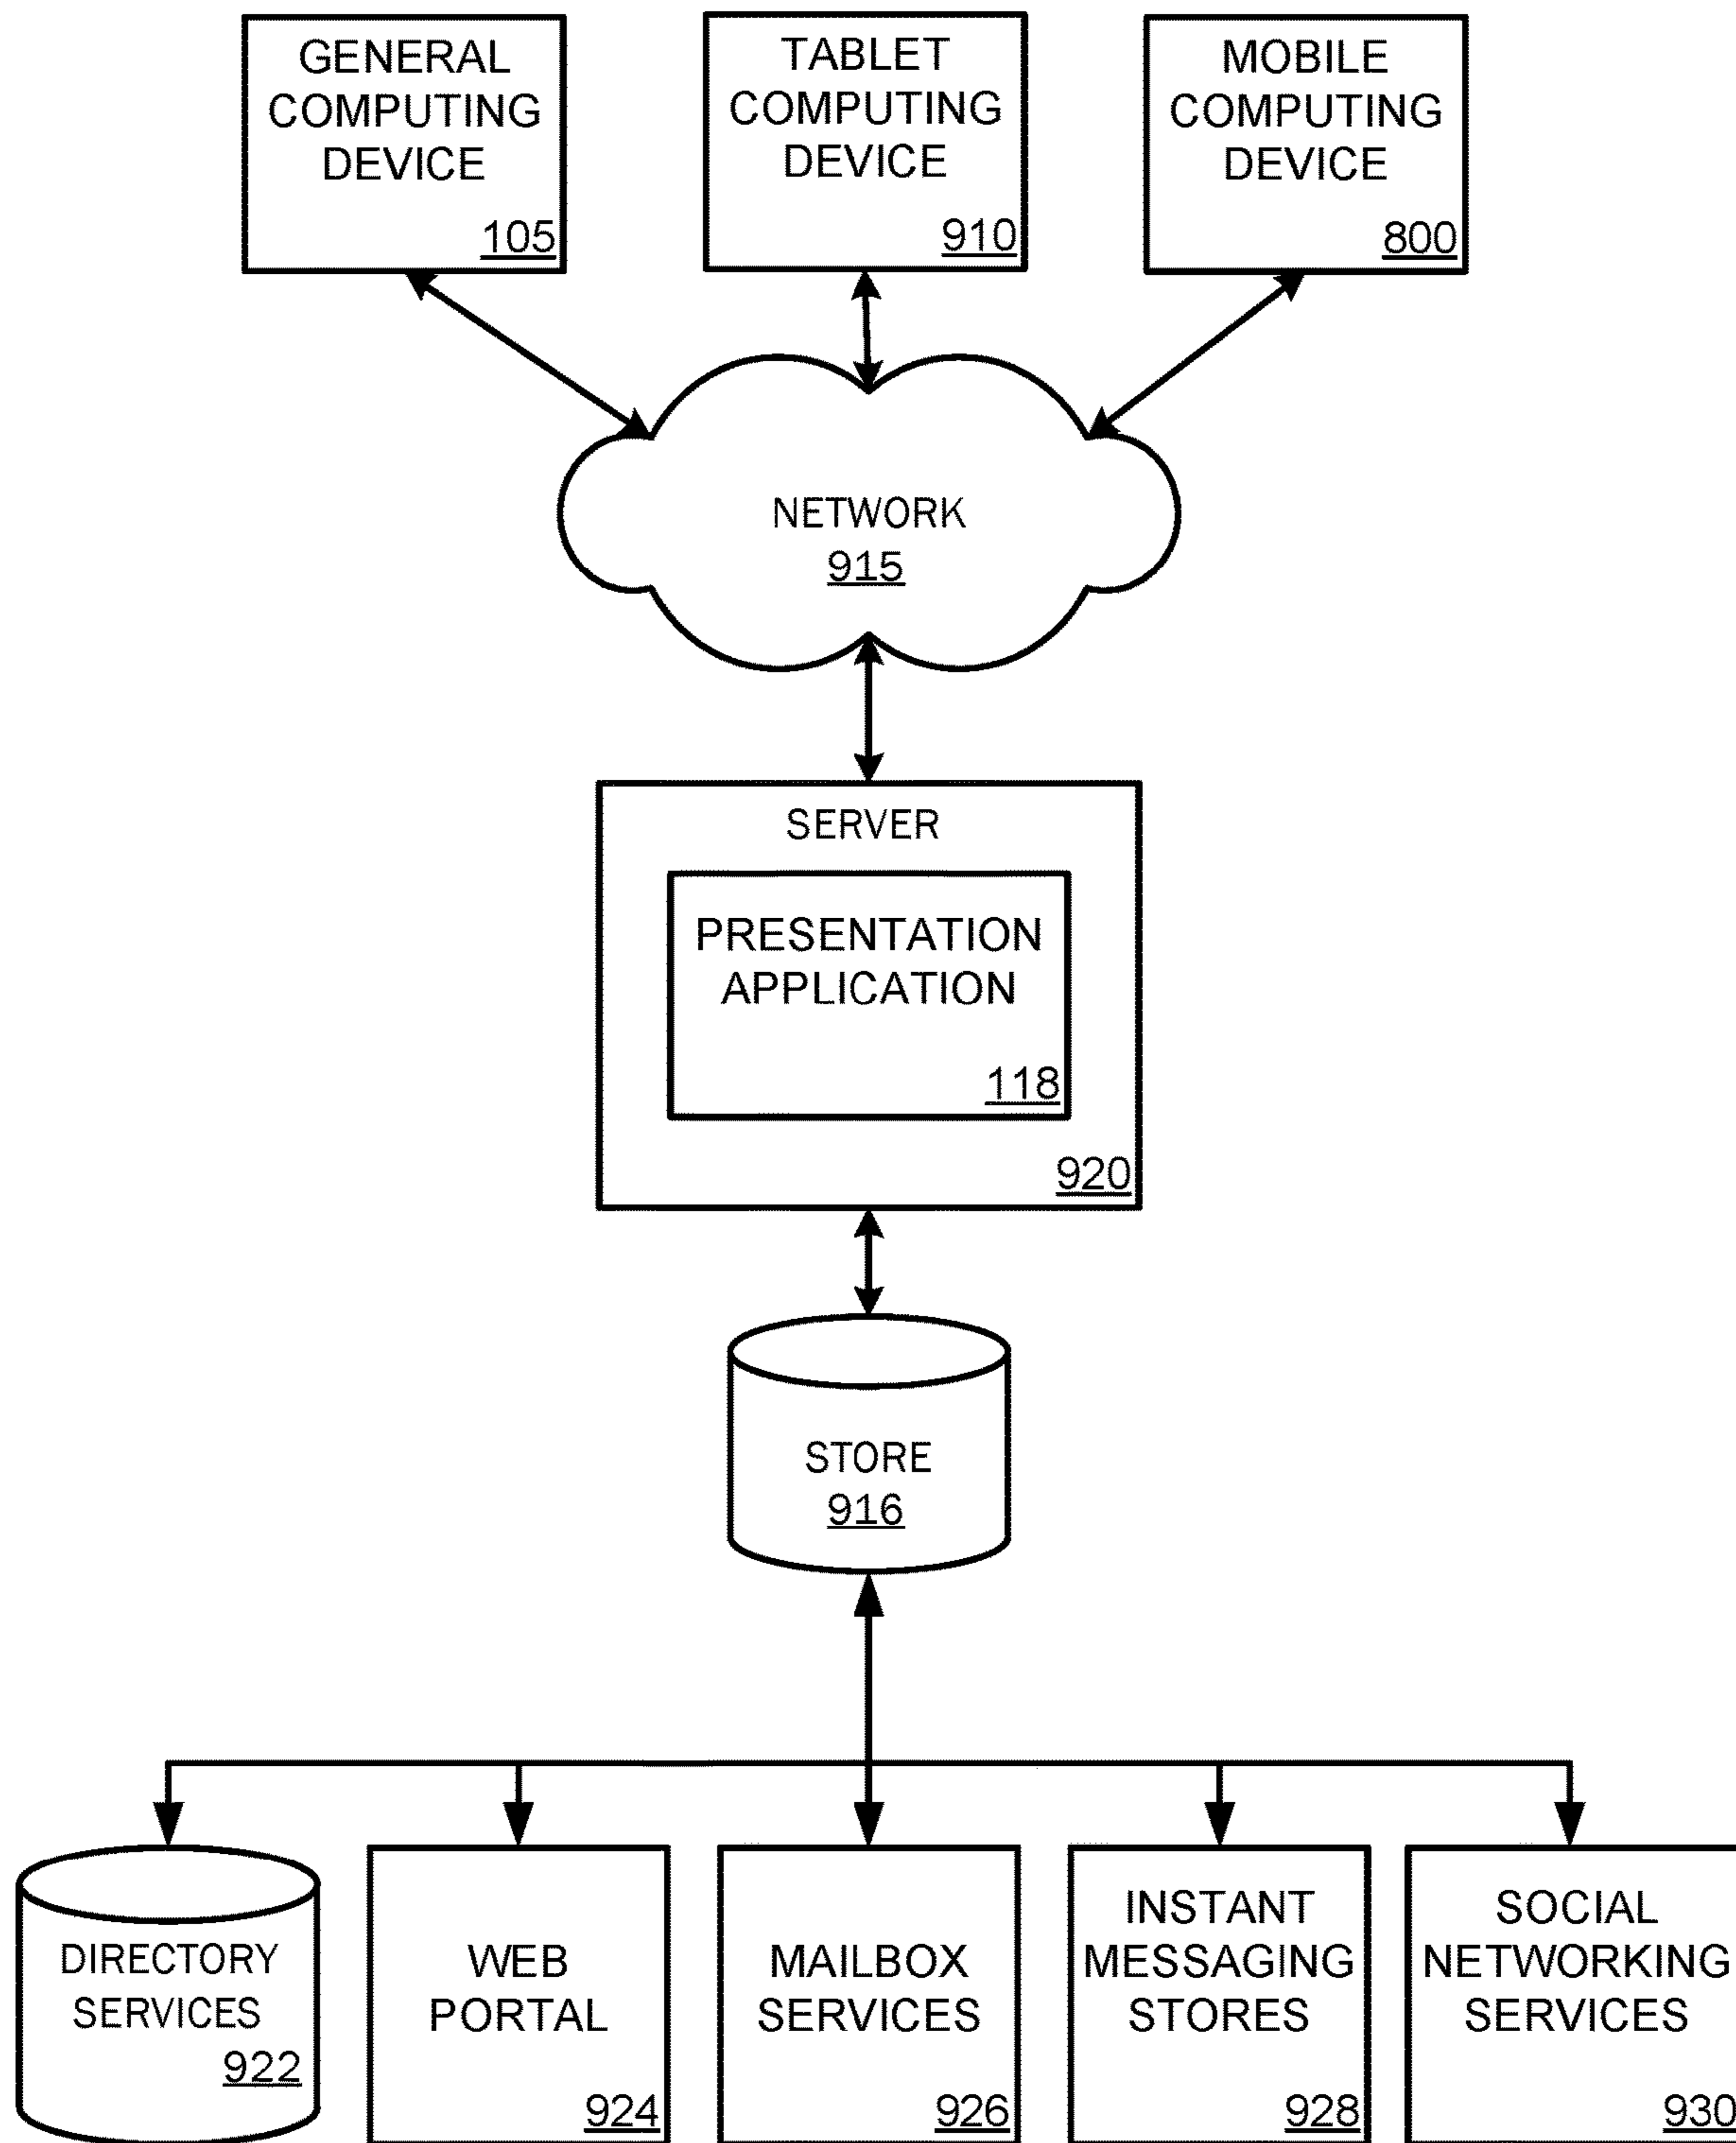 GENERAL
COMPUTING
DEVICE
105
TABLET
COMPUTING
DEVICE
910
MOBILE
COMPUTING
DEVICE
800
NETWORK
915
SERVER
PRESENTATION
APPLICATION
118
920
STORE
916
DIRECTORY
SERVICES
922
WEB
PORTAL
924
MAILBOX
SERVICES
926
INSTANT
MESSAGING
STORES
928
SOCIAL
NETWORKING
SERVICES
930